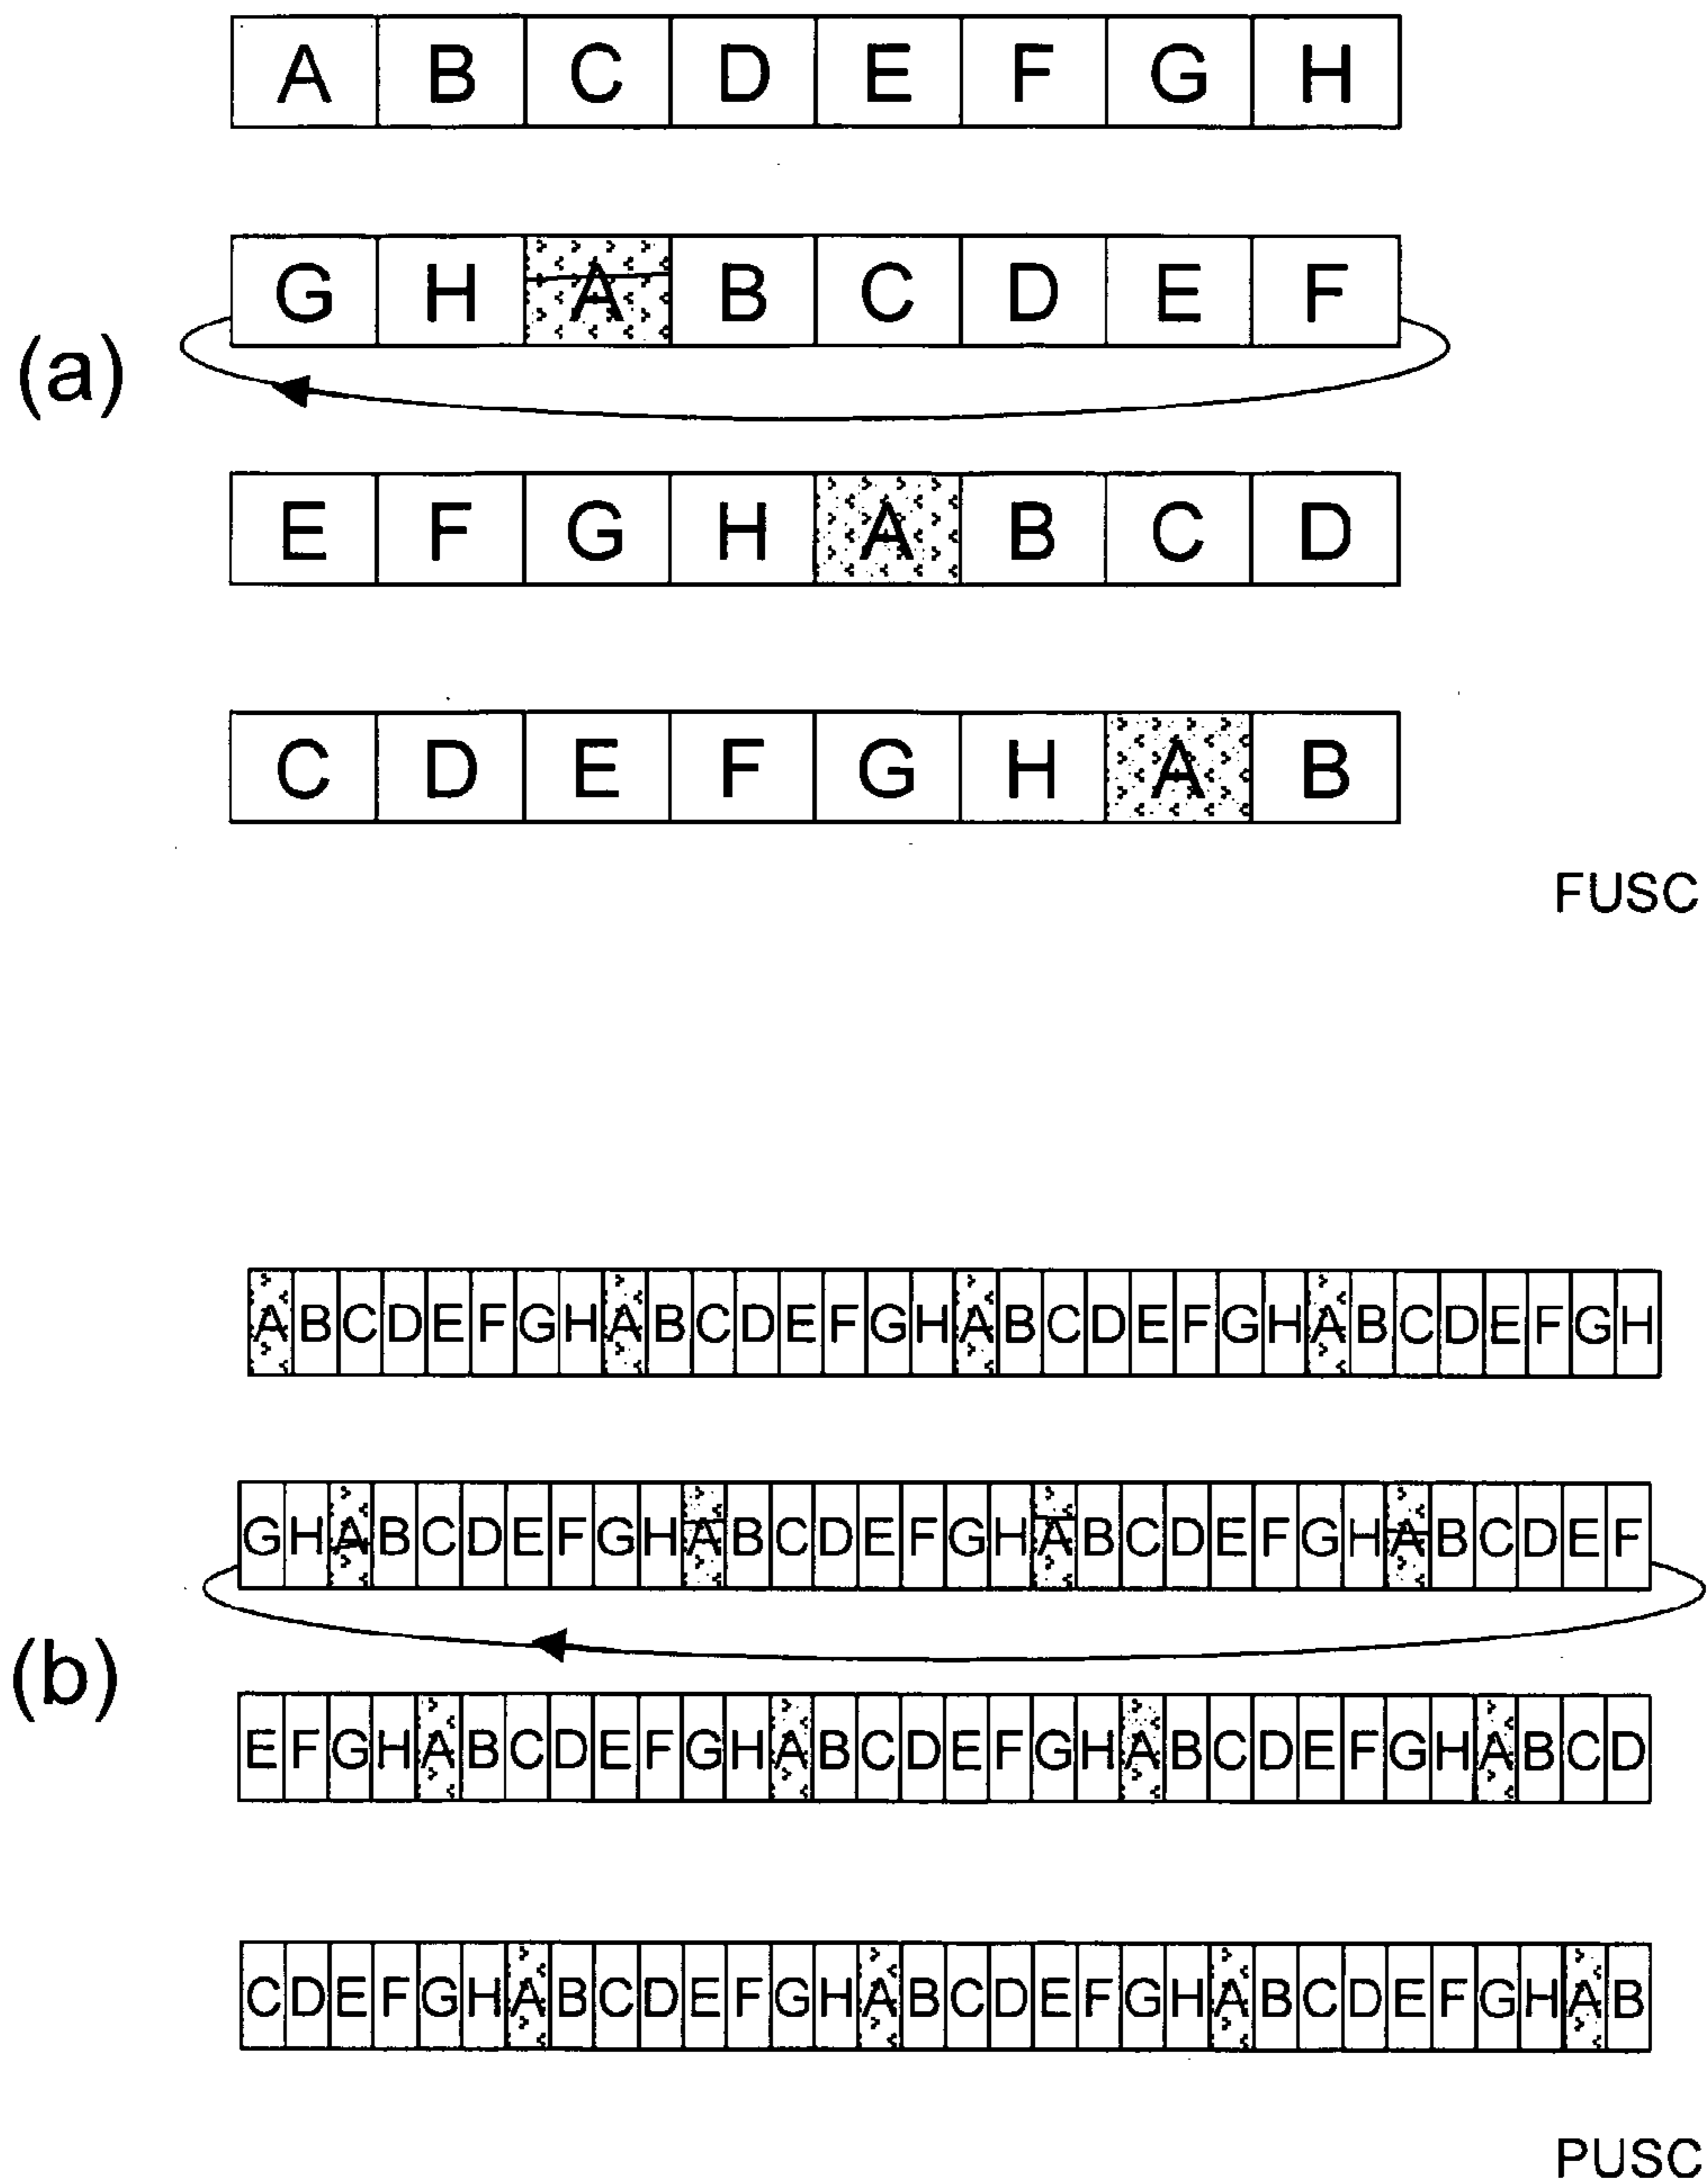 A B C D E F G H
G H A B C D E F
(a)
E F G H A B C D
C D E F G H A B
FUSC
A B C D E F G H A B C D E F G H A B C D E F G H A B C D E F G H
G H A B C D E F G H A B C D E F G H A B C D E F G H A B C D E F
(b)
E F G H A B C D E F G H A B C D E F G H A B C D E F G H A B C D
C D E F G H A B C D E F G H A B C D E F G H A B C D E F G H A B
PUSC